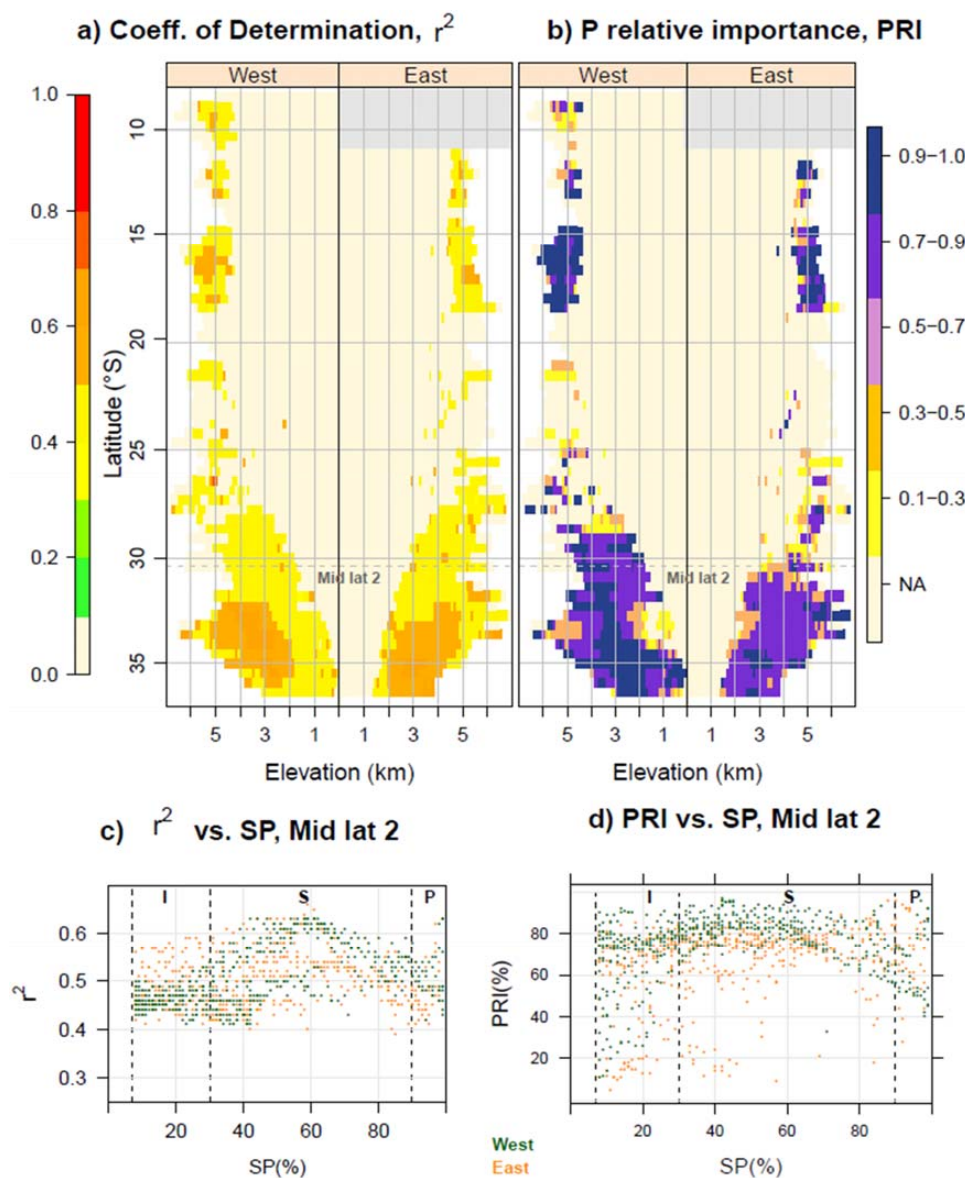 a) Coeff. of Determination, r²
b) P relative importance, PRI
West East West East
1.0
0.8
0.6
0.4
0.2
0.0
Latitude (°S)
10
15
20
25
30
35
Mid lat 2
Mid lat 2
0.9−1.0
0.7−0.9
0.5−0.7
0.3−0.5
0.1−0.3
NA
5 3 1 1 3 5 5 3 1 1 3 5
Elevation (km) Elevation (km)
c) r² vs. SP, Mid lat 2
I S P
r²
0.6
0.5
0.4
0.3
20 40 60 80
SP(%)
d) PRI vs. SP, Mid lat 2
I S P
PRI(%)
80
60
40
20
20 40 60 80
SP(%)
West
East